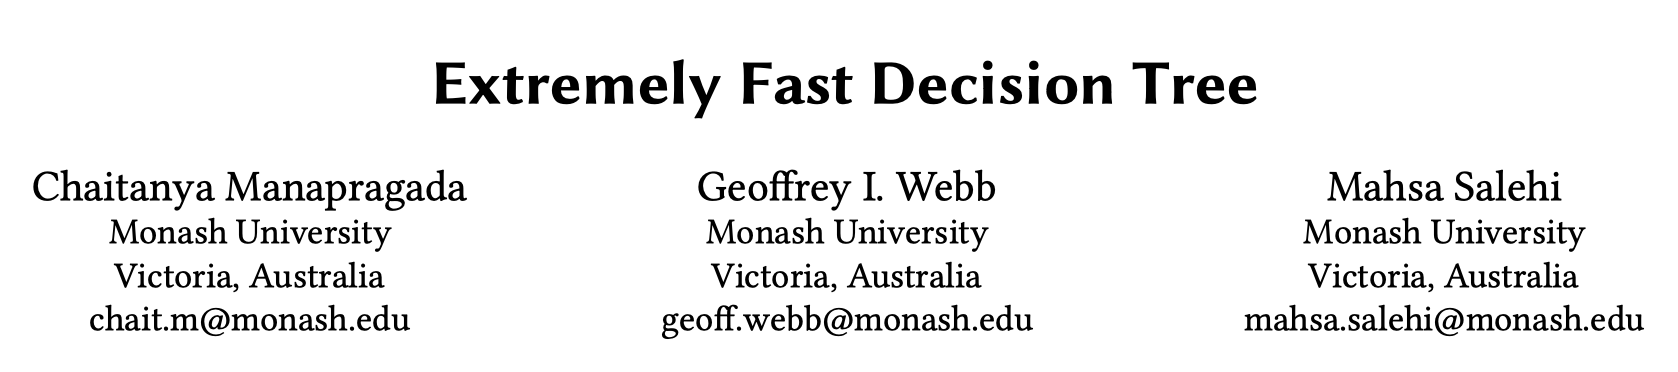 Extremely Fast Decision Tree
Chaitanya Manapragada
Monash University
Victoria, Australia
chait.m@monash.edu
Geoffrey I. Webb
Monash University
Victoria, Australia
geoff.webb@monash.edu
Mahsa Salehi
Monash University
Victoria, Australia
mahsa.salehi@monash.edu